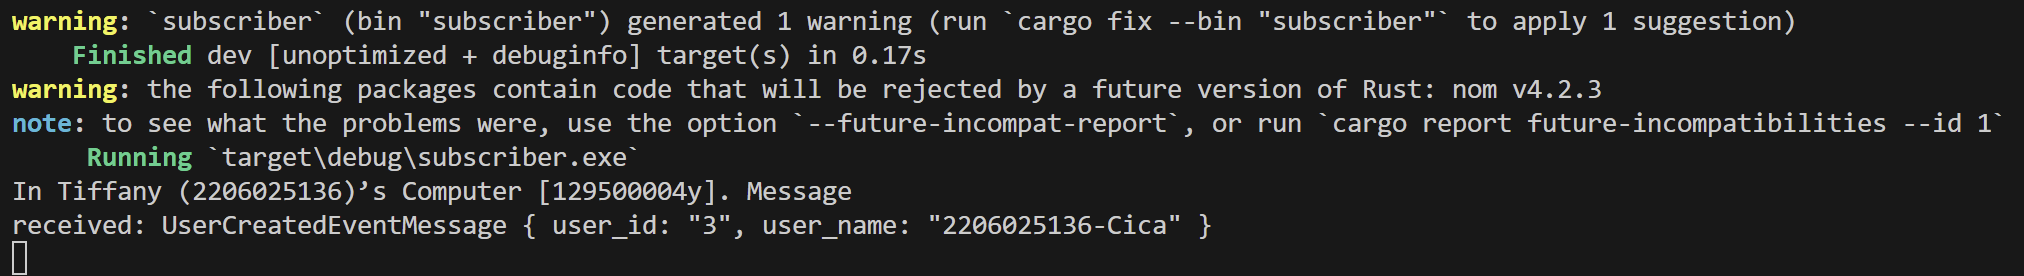 warning: `subscriber` (bin "subscriber") generated 1 warning (run `cargo fix --bin "subscriber"` to apply 1 suggestion)
    Finished dev [unoptimized + debuginfo] target(s) in 0.17s
warning: the following packages contain code that will be rejected by a future version of Rust: nom v4.2.3
note: to see what the problems were, use the option `--future-incompat-report`, or run `cargo report future-incompatibilities --id 1`
     Running `target\debug\subscriber.exe`
In Tiffany (2206025136)’s Computer [129500004y]. Message
received: UserCreatedEventMessage { user_id: "3", user_name: "2206025136-Cica" }